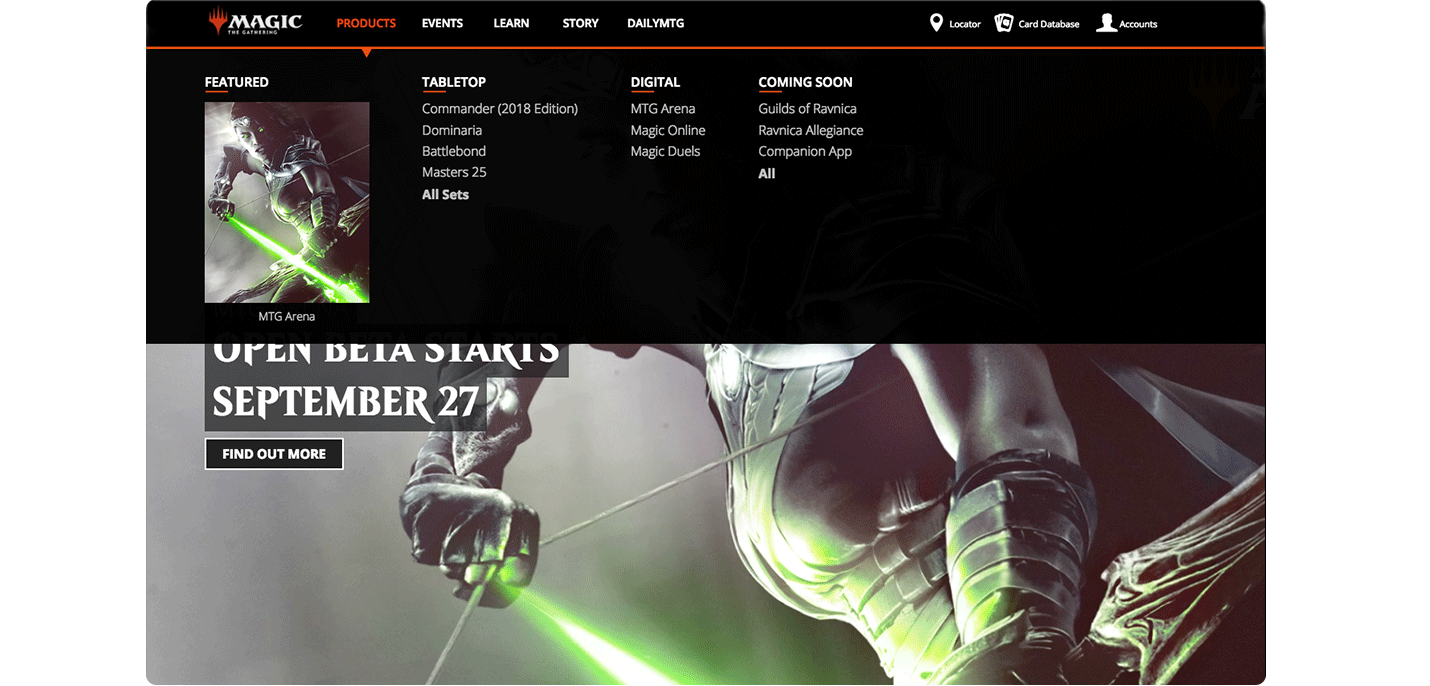 MAGIC
THE GATHERING
PRODUCTS EVENTS LEARN STORY DAILYMTG
Locator Card Database Accounts
FEATURED
MTG Arena
TABLETOP
Commander (2018 Edition)
Dominaria
Battlebond
Masters 25
All Sets
DIGITAL
MTG Arena
Magic Online
Magic Duels
COMING SOON
Guilds of Ravnica
Ravnica Allegiance
Companion App
All
OPEN BETA STARTS
SEPTEMBER 27
FIND OUT MORE